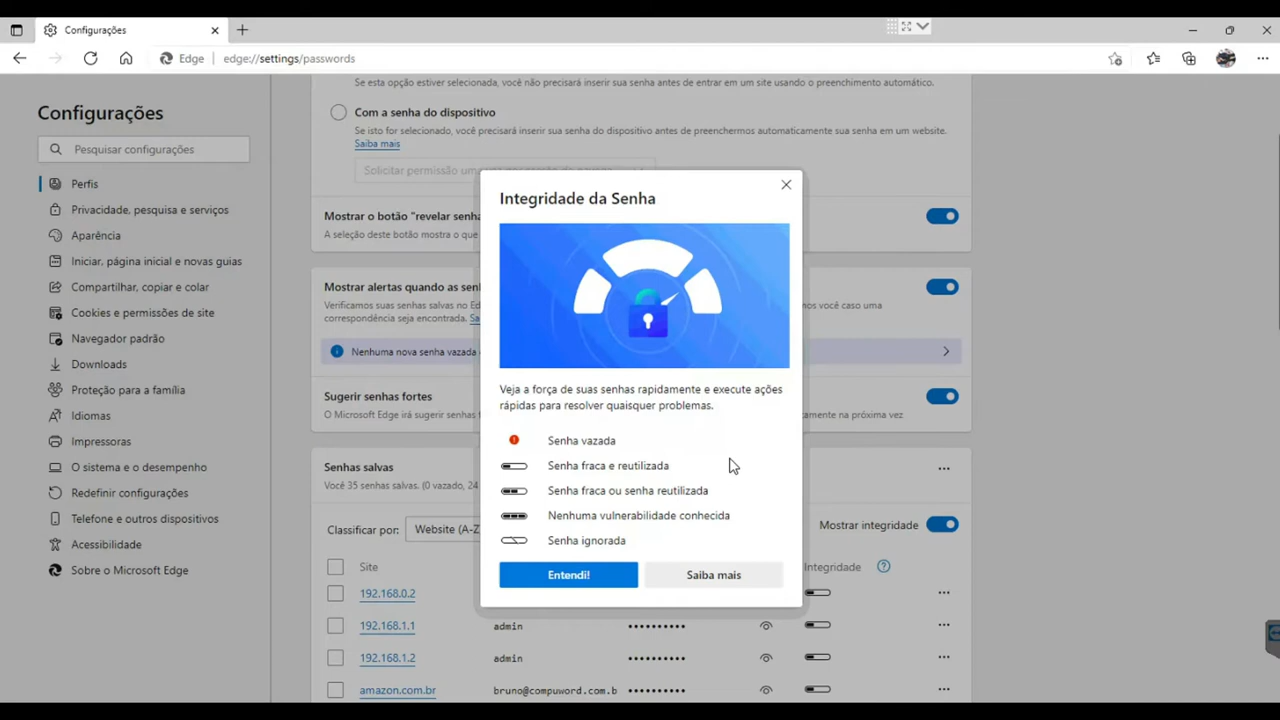 Configurações
Edge
edge://settings/passwords
Se esta opção estiver selecionada, você não precisará inserir sua senha antes de entrar em um site usando o preenchimento automático.
Configurações
Com a senha do dispositivo
Se isto for selecionado, você precisará inserir sua senha do dispositivo antes de preenchermos automaticamente sua senha em um website.
Saiba mais
Pesquisar configurações
Solicitar permissão uma
Perfis
Privacidade, pesquisa e serviços
Aparência
Iniciar, página inicial e novas guias
Compartilhar, copiar e colar
Cookies e permissões de site
Navegador padrão
Downloads
Proteção para a família
Idiomas
Impressoras
O sistema e o desempenho
Redefinir configurações
Telefone e outros dispositivos
Acessibilidade
Sobre o Microsoft Edge
Mostrar o botão "revelar senha
A seleção deste botão mostra o que
Mostrar alertas quando as sen
Verificamos suas senhas salvas no Ed
mos você caso uma
correspondência seja encontrada. Sa
Nenhuma nova senha vazada
Sugerir senhas fortes
O Microsoft Edge irá sugerir senhas
camente na próxima vez
Senhas salvas
Você 35 senhas salvas. (0 vazado, 24
Classificar por:
Website (A-Z
Mostrar integridade
Site
Integridade
192.168.0.2
192.168.1.1
admin
••••••••••
192.168.1.2
admin
••••••••••
amazon.com.br
bruno@compuword.com.b
••••••••••
Integridade da Senha
Veja a força de suas senhas rapidamente e execute ações
rápidas para resolver quaisquer problemas.
Senha vazada
Senha fraca e reutilizada
Senha fraca ou senha reutilizada
Nenhuma vulnerabilidade conhecida
Senha ignorada
Entendi!
Saiba mais